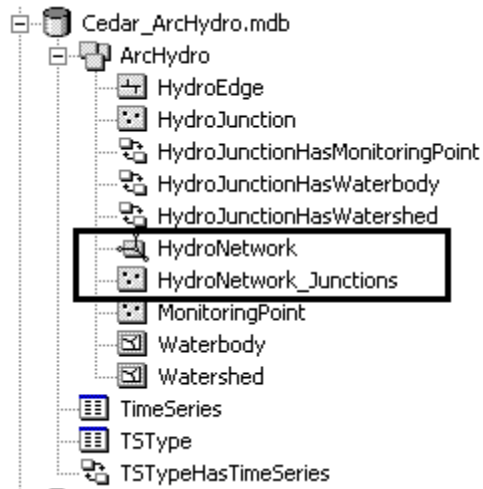 Cedar_ArcHydro.mdb
ArcHydro
HydroEdge
HydroJunction
HydroJunctionHasMonitoringPoint
HydroJunctionHasWaterbody
HydroJunctionHasWatershed
HydroNetwork
HydroNetwork_Junctions
MonitoringPoint
Waterbody
Watershed
TimeSeries
TSType
TSTypeHasTimeSeries